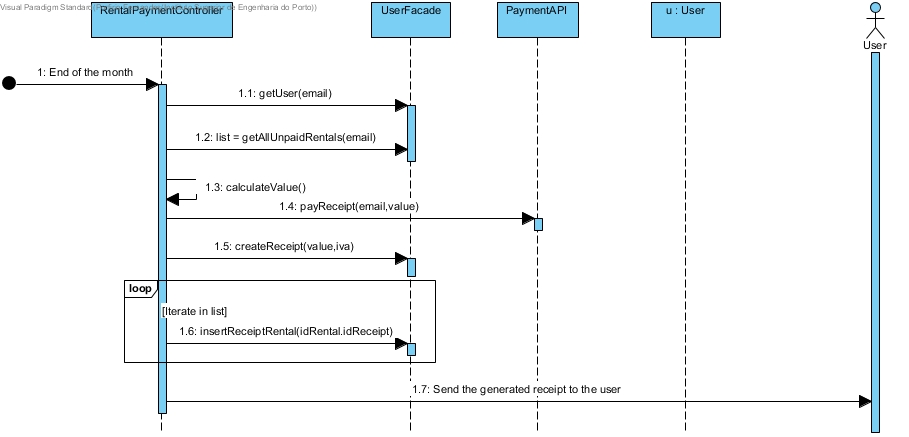 Visual Paradigm Standard
de Engenharia do Porto))
RentalPaymentController
UserFacade
PaymentAPI
u : User
User
1: End of the month
1.1: getUser(email)
1.2: list = getAllUnpaidRentals(email)
1.3: calculateValue()
1.4: payReceipt(email,value)
1.5: createReceipt(value,iva)
loop
[Iterate in list]
1.6: insertReceiptRental(idRental.idReceipt)
1.7: Send the generated receipt to the user